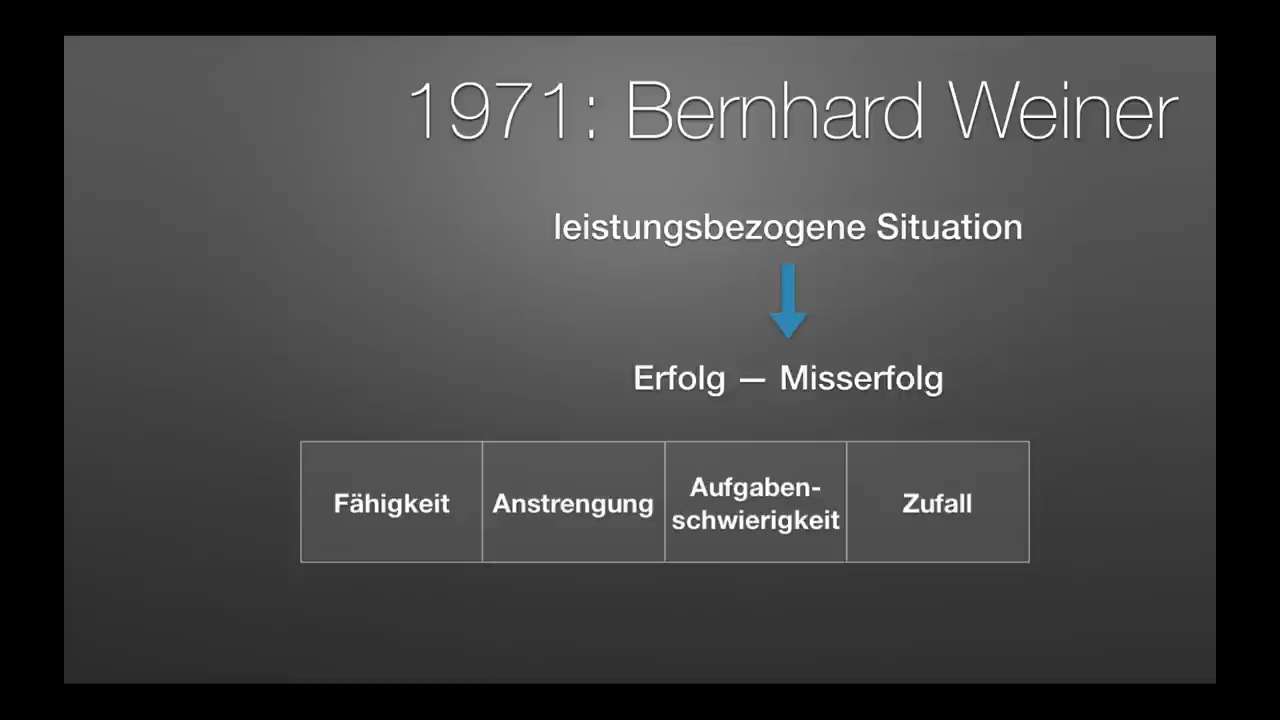 1971: Bernhard Weiner
leistungsbezogene Situation
Erfolg — Misserfolg
Fähigkeit
Anstrengung
Aufgaben-
schwierigkeit
Zufall